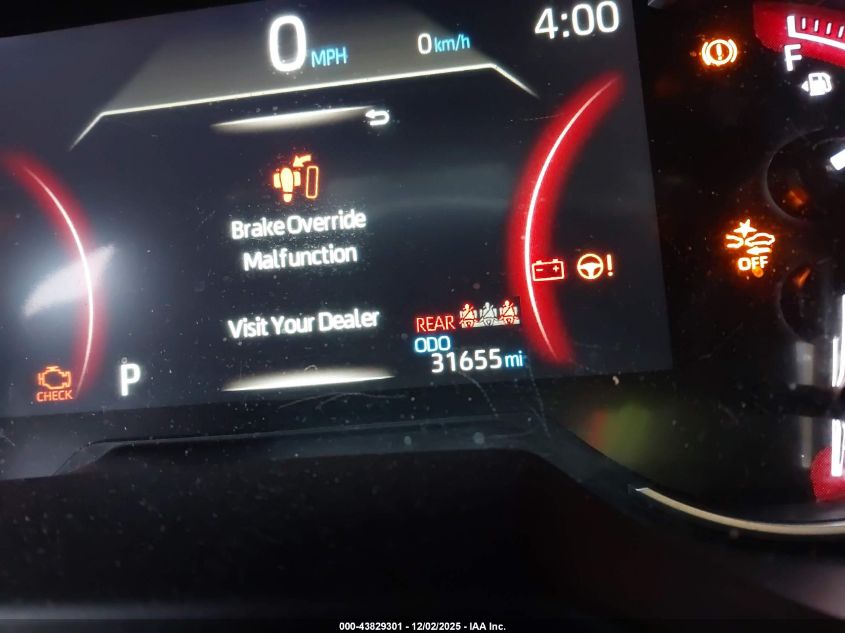 0 MPH
0 km/h
4:00
F
Brake Override
Malfunction
Visit Your Dealer
OFF
REAR
ODO
31655 mi
CHECK
P
000-43829301 - 12/02/2025 - IAA Inc.